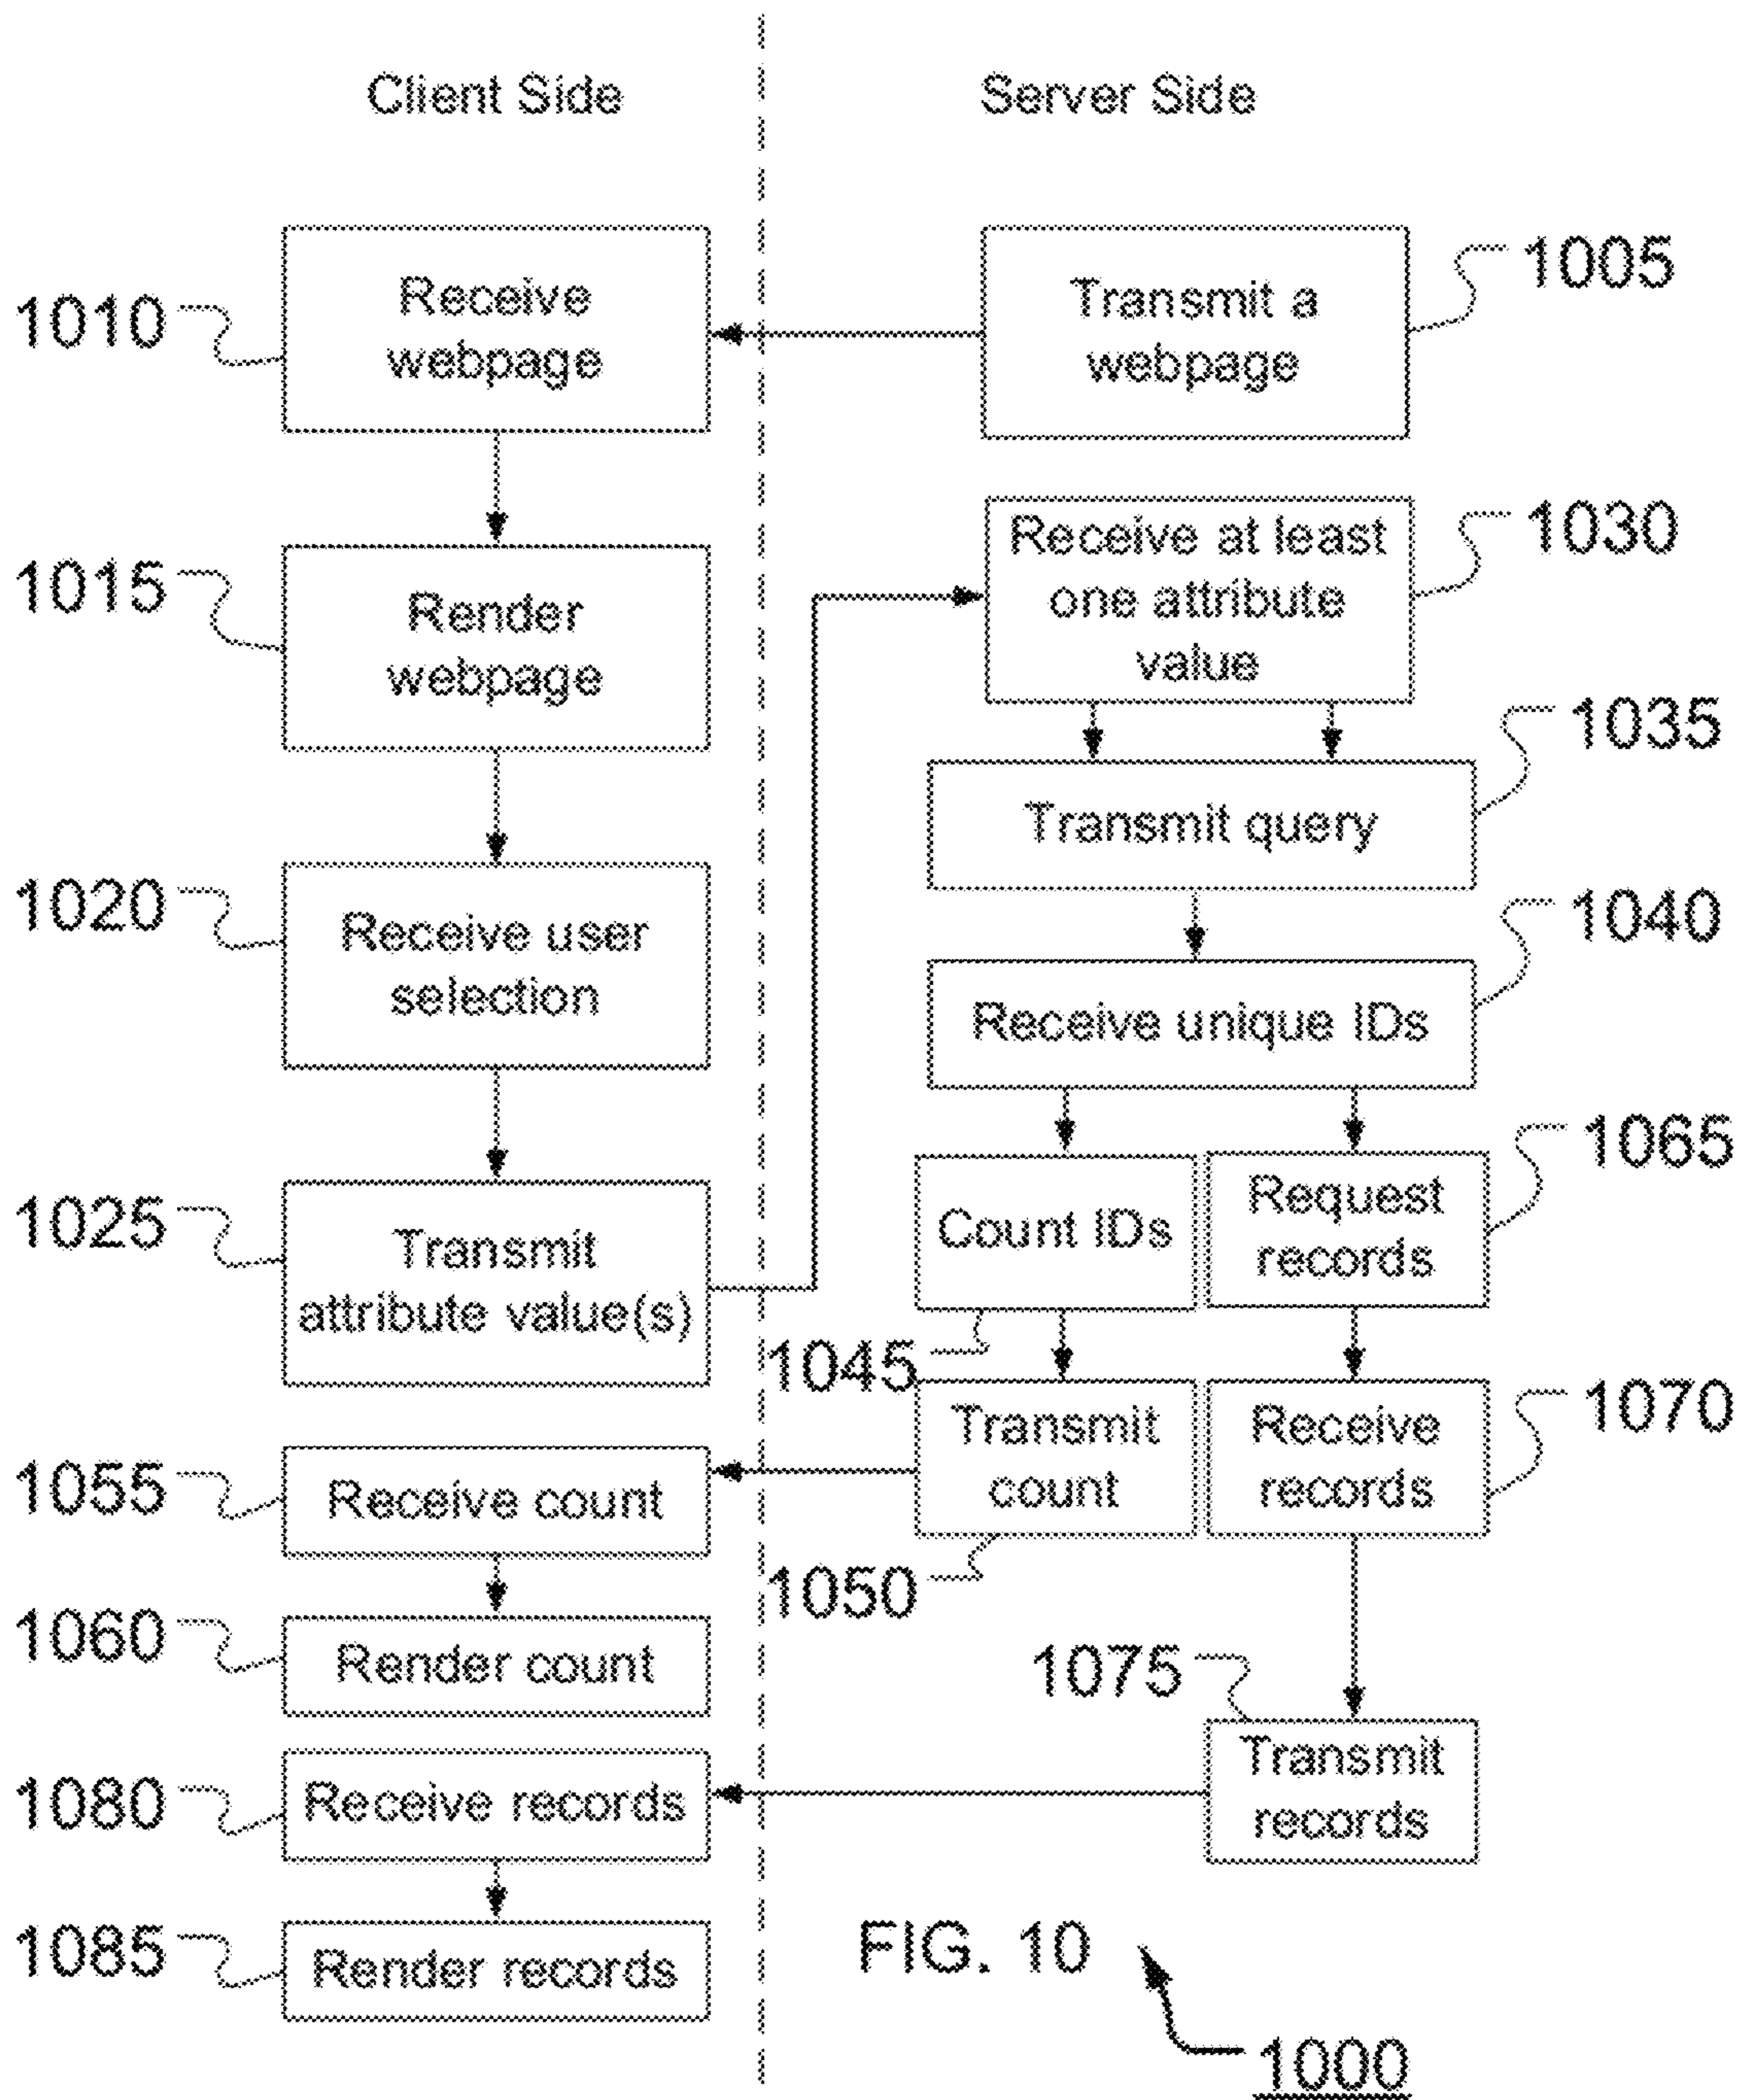 Client Side
Server Side
1010
Receive
webpage
Transmit a
webpage
1005
1015
Render
webpage
Receive at least
one attribute
value
1030
1020
Receive user
selection
Transmit query
1035
Receive unique IDs
1040
1025
Transmit
attribute value(s)
Count IDs
1045
Request
records
1065
1055
Receive count
Transmit
count
1050
Receive
records
1070
1060
Render count
1075
Transmit
records
1080
Receive records
1085
Render records
FIG. 10
1000